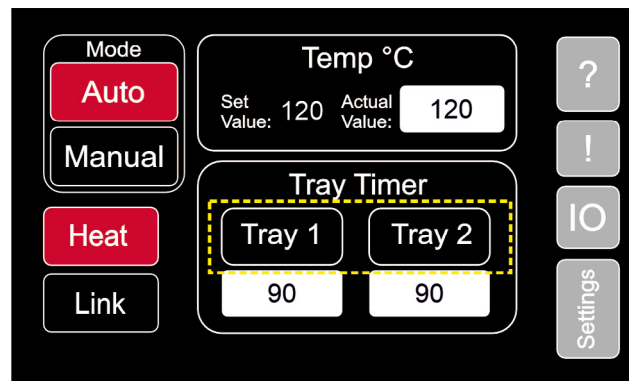 Mode
Auto
Manual
Heat
Link
Temp °C
Set Value: 120 Actual Value: 120
Tray Timer
Tray 1 Tray 2
90 90
?
!
IO
Settings